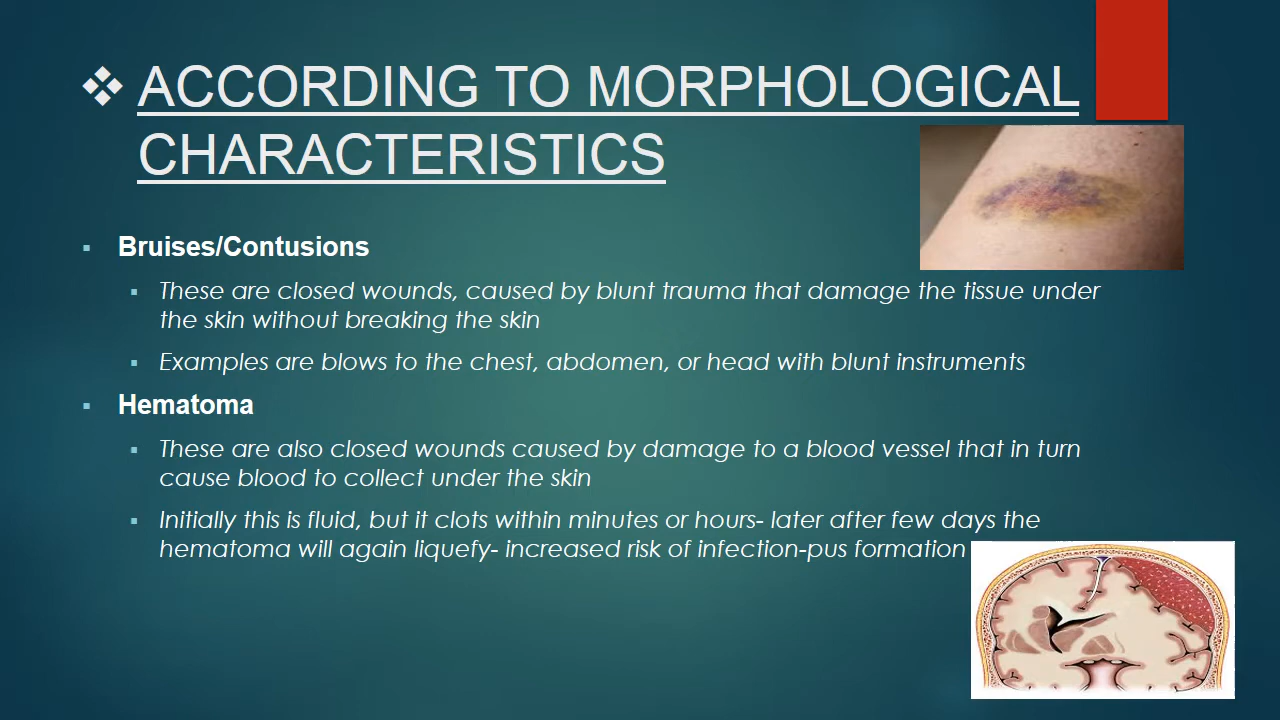 ❖ ACCORDING TO MORPHOLOGICAL
CHARACTERISTICS
▪ Bruises/Contusions
▪ These are closed wounds, caused by blunt trauma that damage the tissue under
the skin without breaking the skin
▪ Examples are blows to the chest, abdomen, or head with blunt instruments
▪ Hematoma
▪ These are also closed wounds caused by damage to a blood vessel that in turn
cause blood to collect under the skin
▪ Initially this is fluid, but it clots within minutes or hours- later after few days the
hematoma will again liquefy- increased risk of infection-pus formation